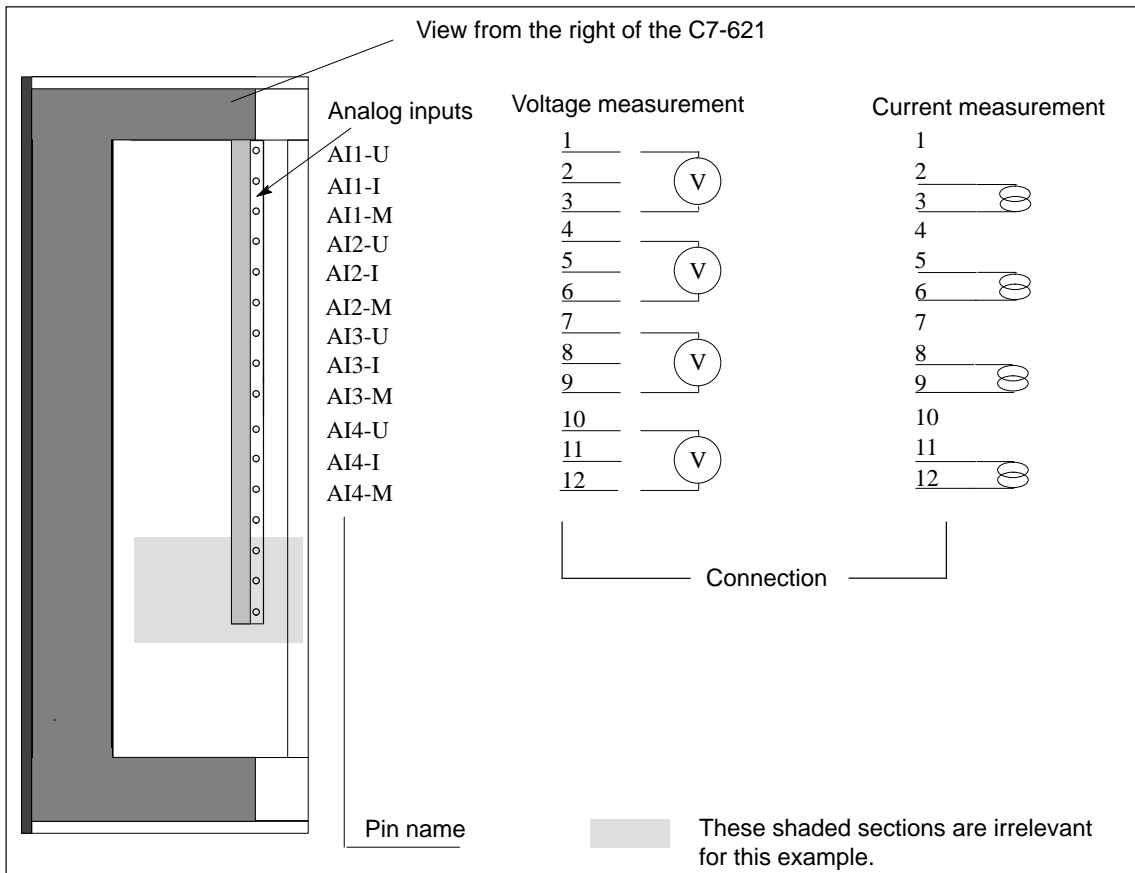 View from the right of the C7-621
Analog inputs
Voltage measurement
Current measurement
AI1-U
AI1-I
AI1-M
AI2-U
AI2-I
AI2-M
AI3-U
AI3-I
AI3-M
AI4-U
AI4-I
AI4-M
1
2
3
4
5
6
7
8
9
10
11
12
V
V
V
V
1
2
3
4
5
6
7
8
9
10
11
12
Connection
Pin name
These shaded sections are irrelevant
for this example.